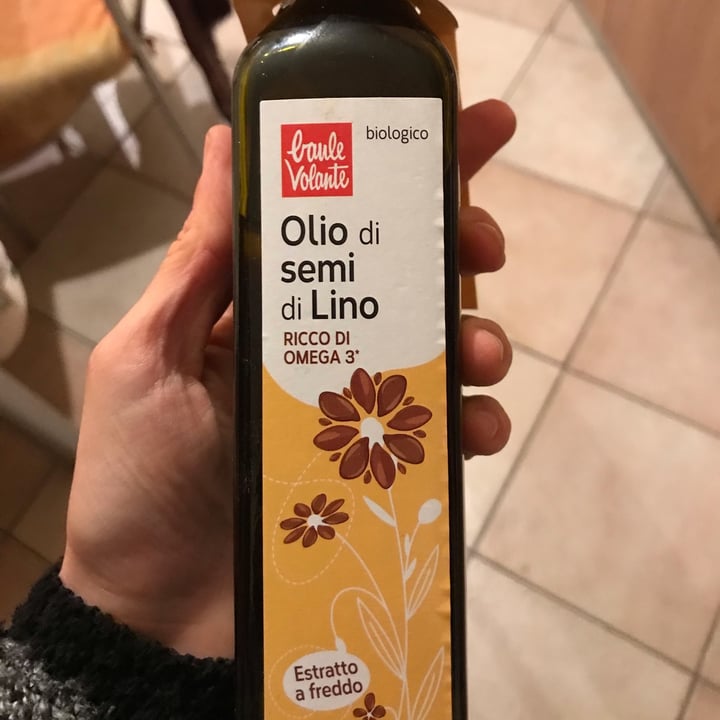 baule
Volante
biologico
Olio di
semi
di Lino
RICCO DI
OMEGA 3*
Estratto
a freddo